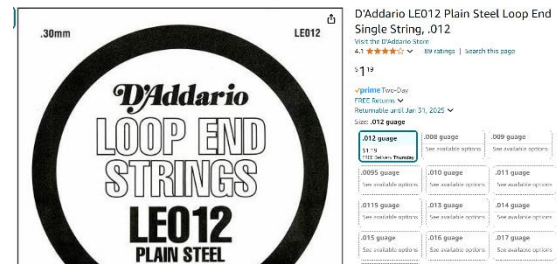 .30mm
LE012
D'Addario
LOOP END
STRINGS
LE012
PLAIN STEEL
D'Addario LE012 Plain Steel Loop End
Single String, .012
Visit the D'Addario Store
4.1
89 ratings | Search this page
$1 19
prime Two-Day
FREE Returns
Returnable until Jan 31, 2025
Size: .012 guage
.012 guage
$1.19
FREE Delivery Thursday
.008 guage
See available options
.009 guage
See available options
.0095 guage
See available options
.010 guage
See available options
.011 guage
See available options
.0115 guage
See available options
.013 guage
See available options
.014 guage
See available options
.015 guage
See available options
.016 guage
See available options
.017 guage
See available options